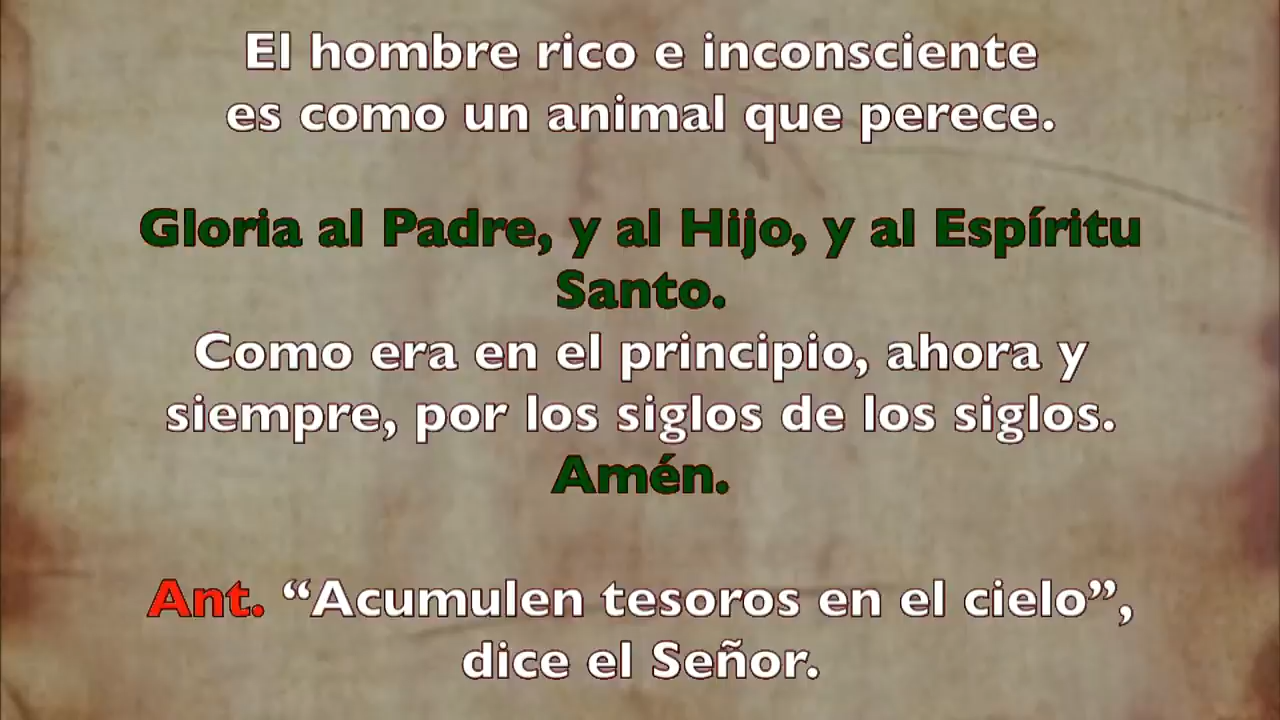 El hombre rico e inconsciente
es como un animal que perece.
Gloria al Padre, y al Hijo, y al Espíritu
Santo.
Como era en el principio, ahora y
siempre, por los siglos de los siglos.
Amén.
Ant. “Acumulen tesoros en el cielo”,
dice el Señor.